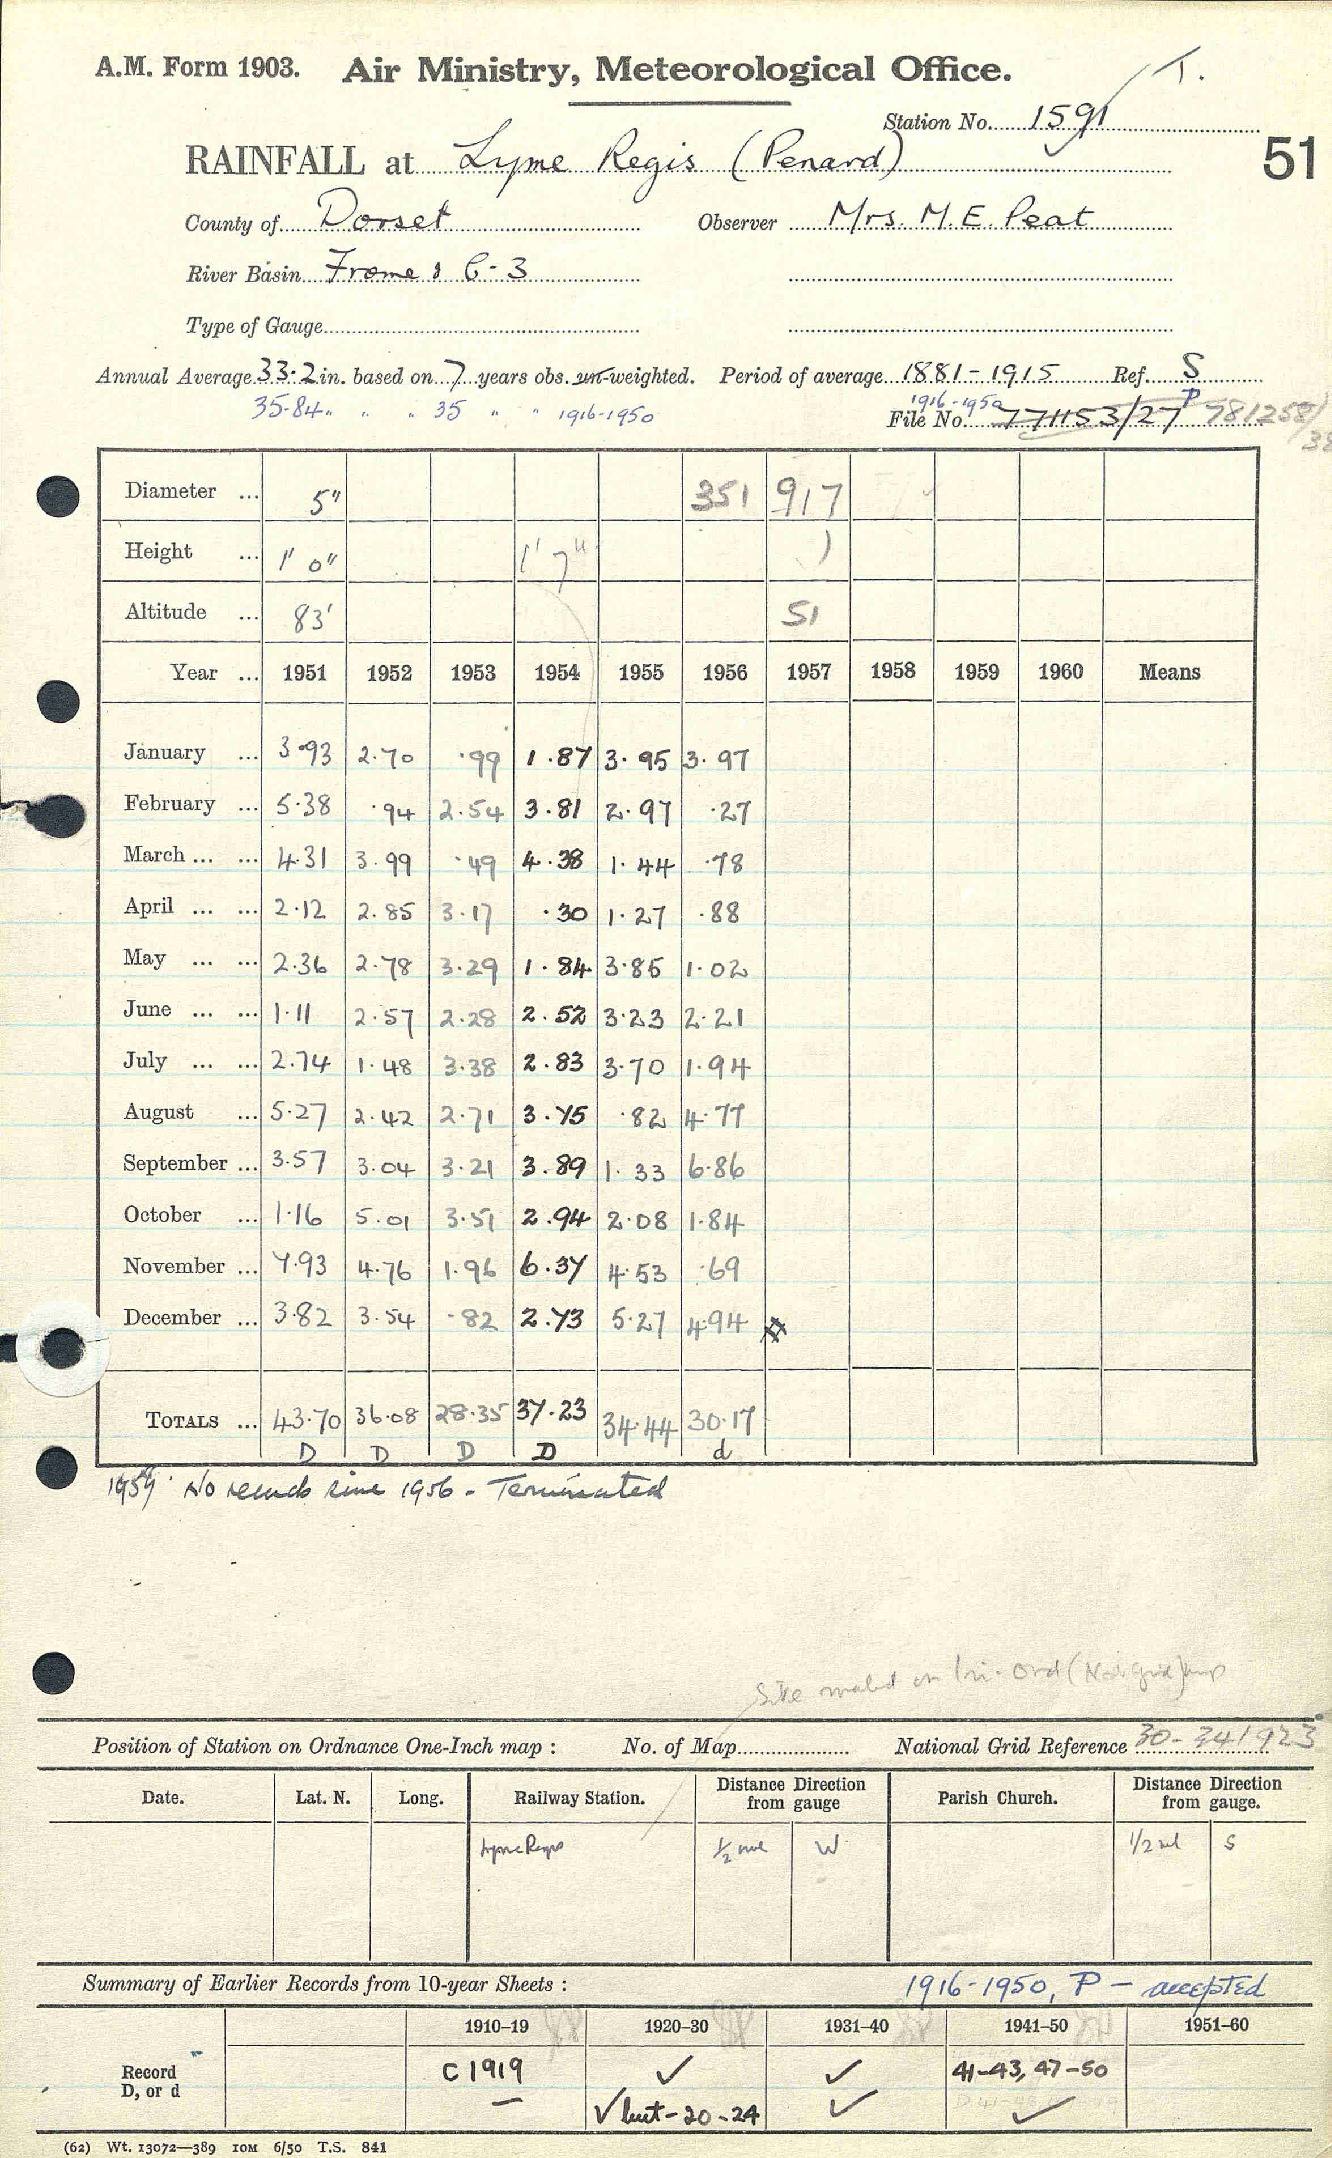 A.M. Form 1903. Air Ministry, Meteorological Office. T.
Station No. 1591
RAINFALL at Lyme Regis (Penard) 51
County of Dorset Observer Mrs. M.E. Peat
River Basin Frome & 6-3
Type of Gauge
Annual Average 33.2 in. based on 7 years obs. un-weighted. Period of average 1881-1915 Ref. S
35.84 " " " 35 " " 1916-1950 1916-1950 P
File No. 771153/27 781258/38
Diameter ... 5" 351 917
Height ... 1' 0" 1' 7" )
Altitude ... 83' 51
Year ... 1951 1952 1953 1954 1955 1956 1957 1958 1959 1960 Means
January ... 3.93 2.70 .99 1.87 3.95 3.97
February ... 5.38 .94 2.54 3.81 2.97 .27
March ... ... 4.31 3.99 .49 4.38 1.44 .78
April ... ... 2.12 2.85 3.17 .30 1.27 .88
May ... ... 2.36 2.78 3.29 1.84 3.85 1.02
June ... ... 1.11 2.57 2.28 2.52 3.23 2.21
July ... ... 2.74 1.48 3.38 2.83 3.70 1.94
August ... 5.27 2.42 2.71 3.75 .82 4.77
September ... 3.57 3.04 3.21 3.89 1.33 6.86
October ... 1.16 5.01 3.51 2.94 2.08 1.84
November ... 7.93 4.76 1.96 6.37 4.53 .69
December ... 3.82 3.54 .82 2.73 5.27 4.94
TOTALS ... 43.70 36.08 28.35 37.23 34.44 30.17
D D D D d
1959 No records since 1956 - Terminated
Site marked on
Position of Station on Ordnance One-Inch map : No. of Map National Grid Reference 30-341923
Date. Lat. N. Long. Railway Station. Distance from gauge Direction Parish Church. Distance from gauge. Direction
Lyme Regis 1/2 mile W 1/2 ml S
Summary of Earlier Records from 10-year Sheets : 1916-1950, P - accepted
1910-19 1920-30 1931-40 1941-50 1951-60
Record C1919 ✓ ✓ 41-43, 47-50
D, or d — ✓ but -20-24 ✓ ✓
(62) Wt. 13072—389 10M 6/50 T.S. 841